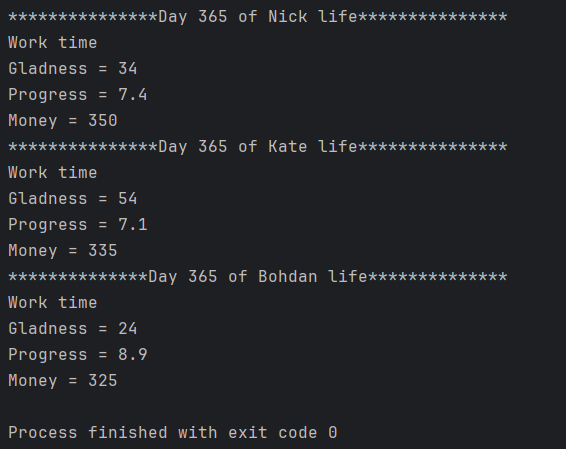 ***************Day 365 of Nick life***************
Work time
Gladness = 34
Progress = 7.4
Money = 350
***************Day 365 of Kate life***************
Work time
Gladness = 54
Progress = 7.1
Money = 335
**************Day 365 of Bohdan life**************
Work time
Gladness = 24
Progress = 8.9
Money = 325
Process finished with exit code 0